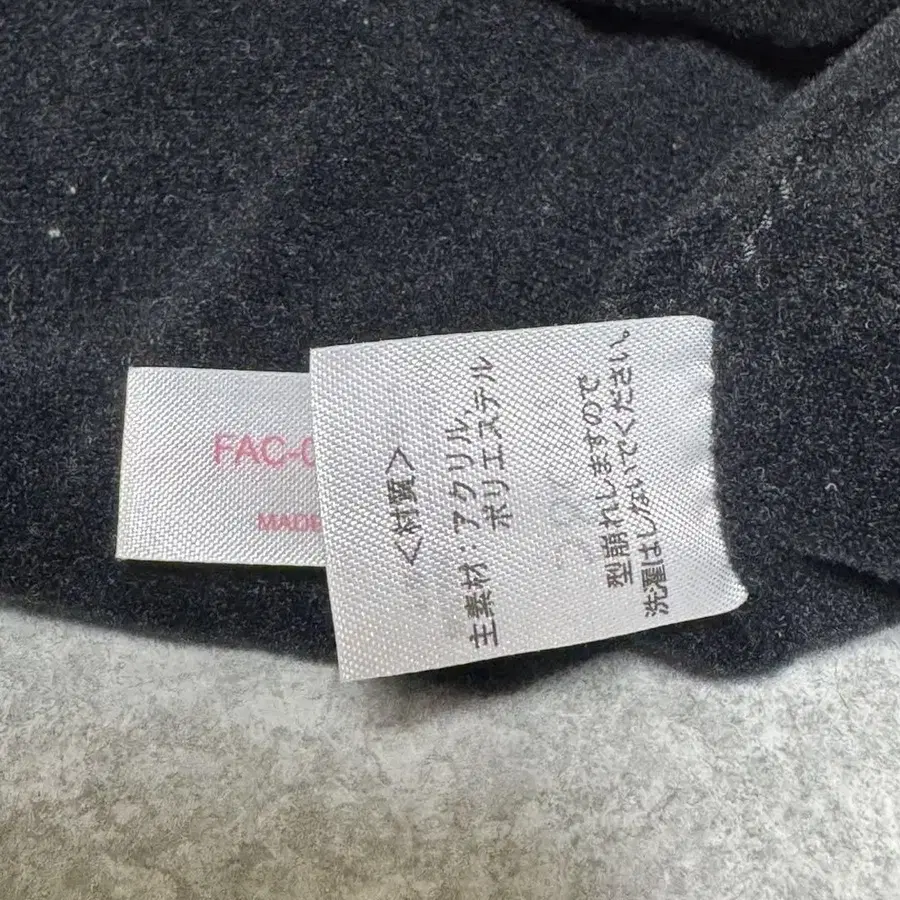 <材質>
主素材：アクリル,
ポリエステル
型崩れしますので
洗濯はしないでください。
FAC-
MADE